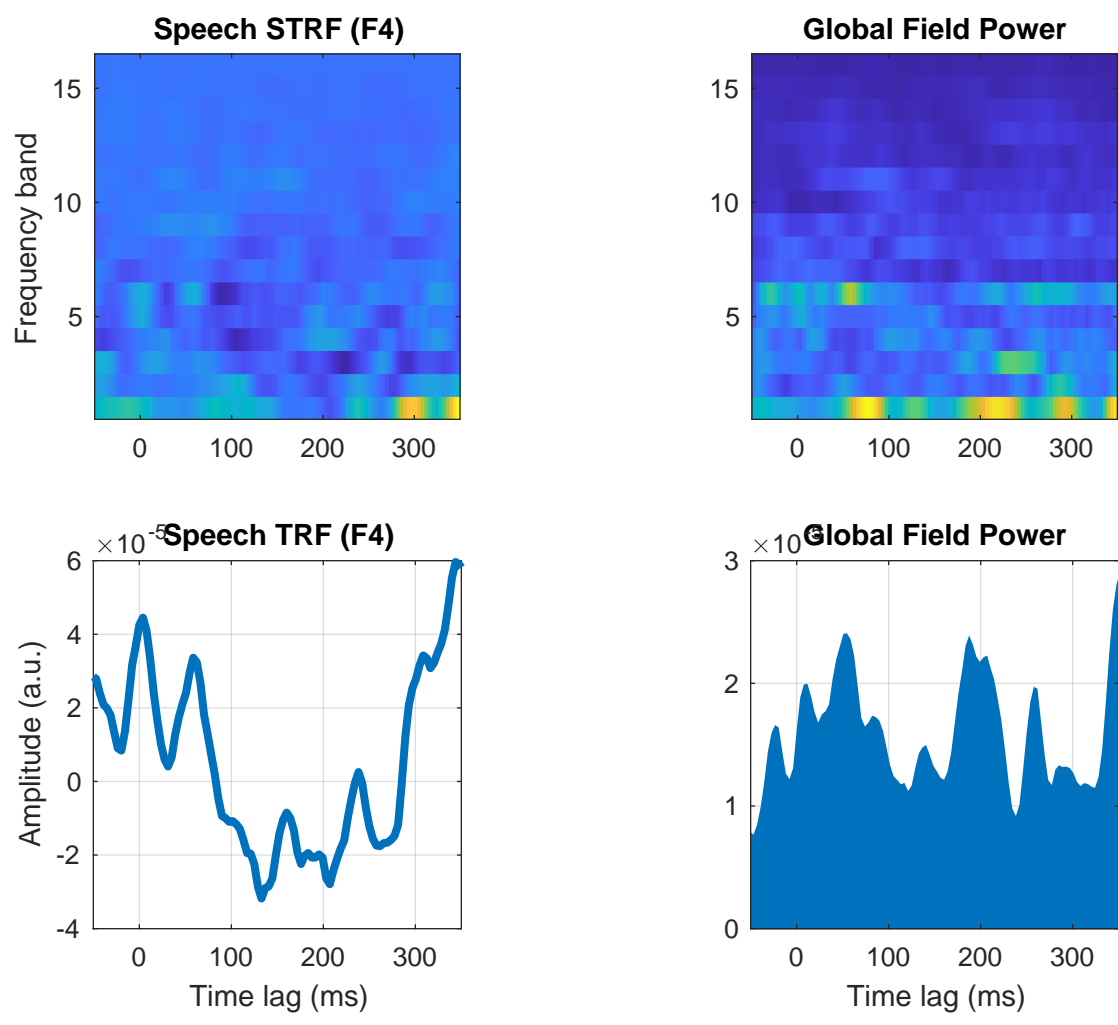 Speech STRF (F4)
Frequency band
15
10
5
0 100 200 300
Global Field Power
15
10
5
0 100 200 300
Speech TRF (F4)
×10⁻⁵
Amplitude (a.u.)
6
4
2
0
-2
-4
0 100 200 300
Time lag (ms)
Global Field Power
×10⁻⁵
3
2
1
0
0 100 200 300
Time lag (ms)